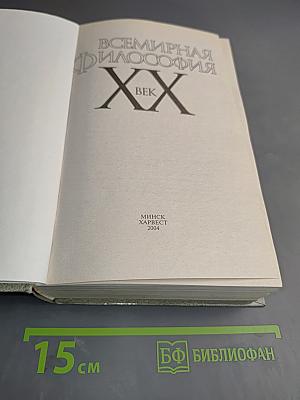 ВСЕМИРНАЯ
ФИЛОСОФИЯ
XX
ВЕК
МИНСК
ХАРВЕСТ
2004
15 см
БФ БИБЛИОФАН